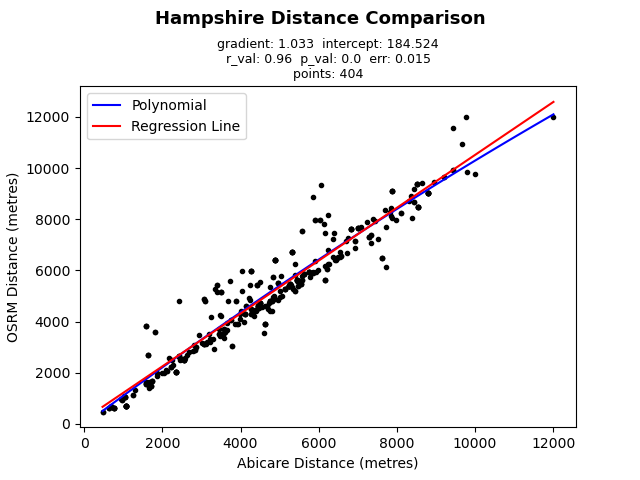 Hampshire Distance Comparison
gradient: 1.033  intercept: 184.524
r_val: 0.96  p_val: 0.0  err: 0.015
points: 404
Polynomial
Regression Line
OSRM Distance (metres)
12000
10000
8000
6000
4000
2000
0
0 2000 4000 6000 8000 10000 12000
Abicare Distance (metres)